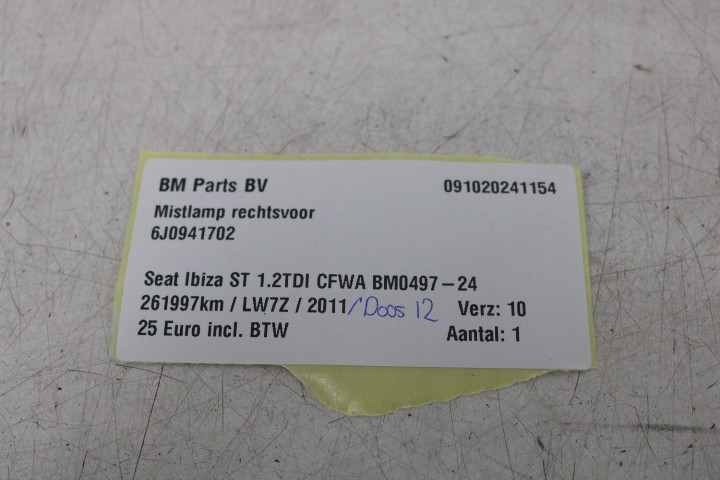 BM Parts BV 091020241154
Mistlamp rechtsvoor
6J0941702
Seat Ibiza ST 1.2TDI CFWA BM0497-24
261997km / LW7Z / 2011 / Doos 12 Verz: 10
25 Euro incl. BTW Aantal: 1